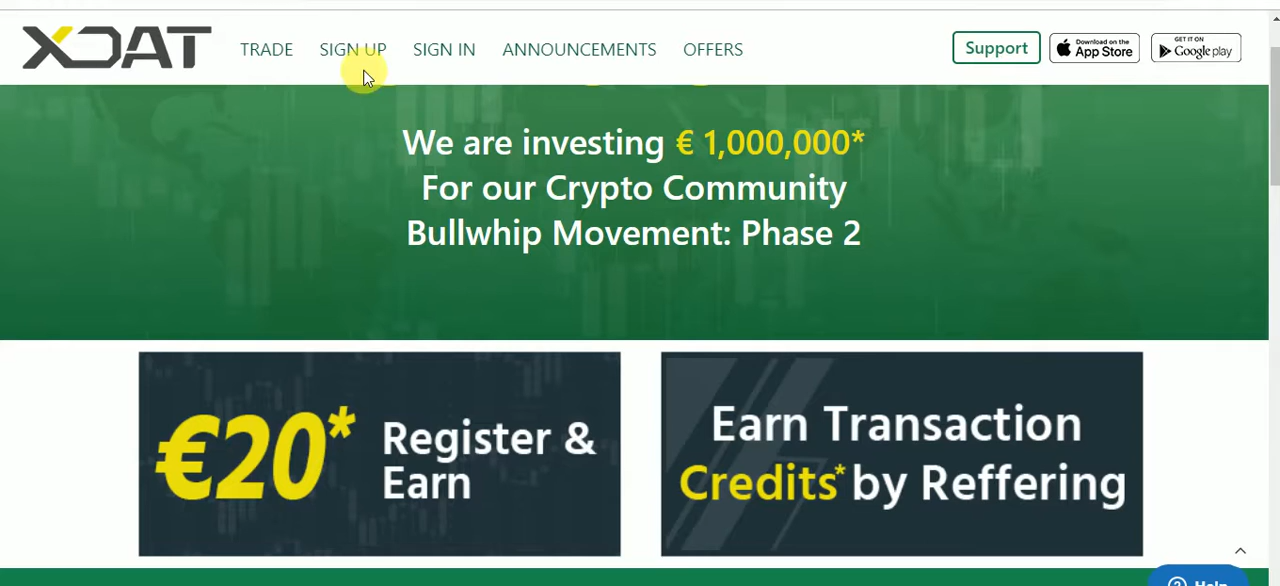 XDAT
TRADE
SIGN UP
SIGN IN
ANNOUNCEMENTS
OFFERS
Support
Download on the
App Store
GET IT ON
Google play
We are investing € 1,000,000*
For our Crypto Community
Bullwhip Movement: Phase 2
€20* Register &
Earn
Earn Transaction
Credits* by Reffering
Help